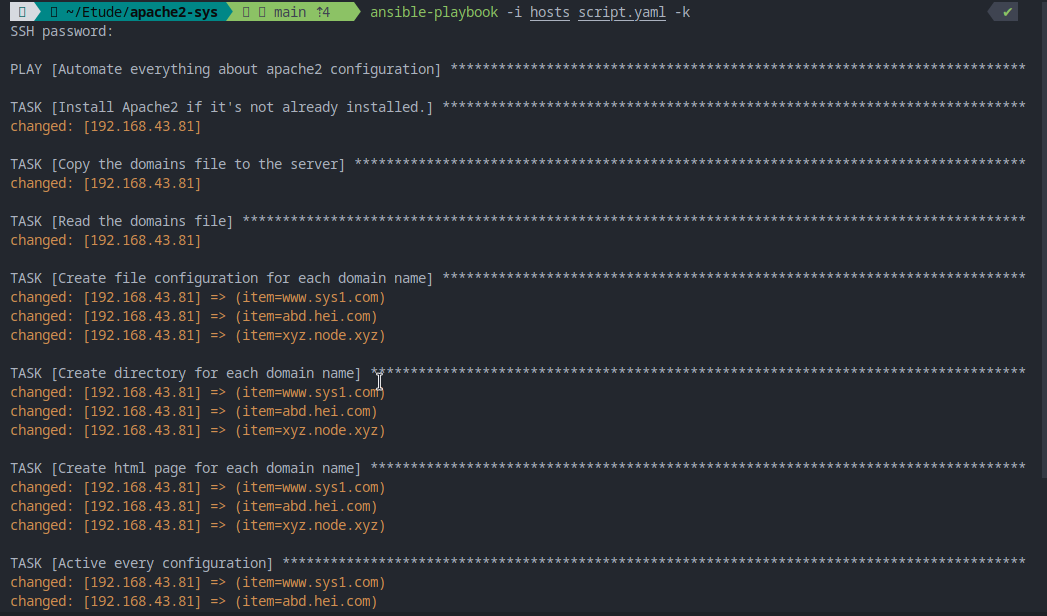 ~/Etude/apache2-sys main ⇡4 ansible-playbook -i hosts script.yaml -k ✔
SSH password:
PLAY [Automate everything about apache2 configuration] ************************************************************************
TASK [Install Apache2 if it's not already installed.] *************************************************************************
changed: [192.168.43.81]
TASK [Copy the domains file to the server] ************************************************************************************
changed: [192.168.43.81]
TASK [Read the domains file] **************************************************************************************************
changed: [192.168.43.81]
TASK [Create file configuration for each domain name] *************************************************************************
changed: [192.168.43.81] => (item=www.sys1.com)
changed: [192.168.43.81] => (item=abd.hei.com)
changed: [192.168.43.81] => (item=xyz.node.xyz)
TASK [Create directory for each domain name] **********************************************************************************
changed: [192.168.43.81] => (item=www.sys1.com)
changed: [192.168.43.81] => (item=abd.hei.com)
changed: [192.168.43.81] => (item=xyz.node.xyz)
TASK [Create html page for each domain name] **********************************************************************************
changed: [192.168.43.81] => (item=www.sys1.com)
changed: [192.168.43.81] => (item=abd.hei.com)
changed: [192.168.43.81] => (item=xyz.node.xyz)
TASK [Active every configuration] *********************************************************************************************
changed: [192.168.43.81] => (item=www.sys1.com)
changed: [192.168.43.81] => (item=abd.hei.com)